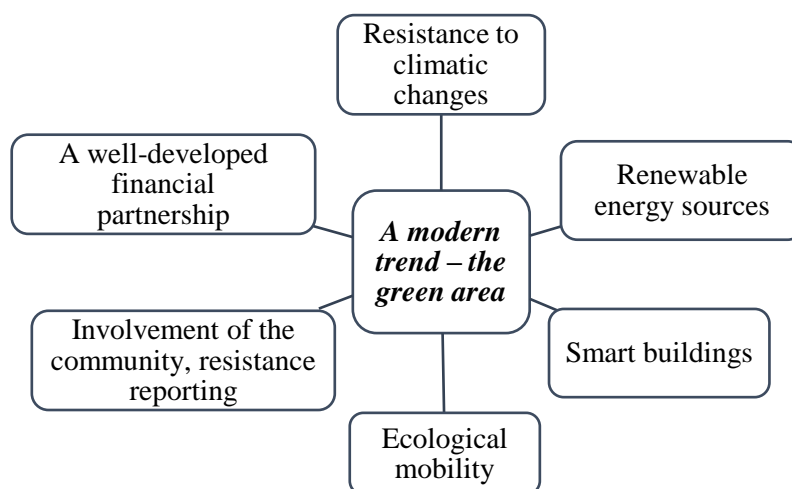 Resistance to
climatic
changes
A well-developed
financial
partnership
Renewable
energy sources
A modern
trend – the
green area
Involvement of the
community, resistance
reporting
Smart buildings
Ecological
mobility